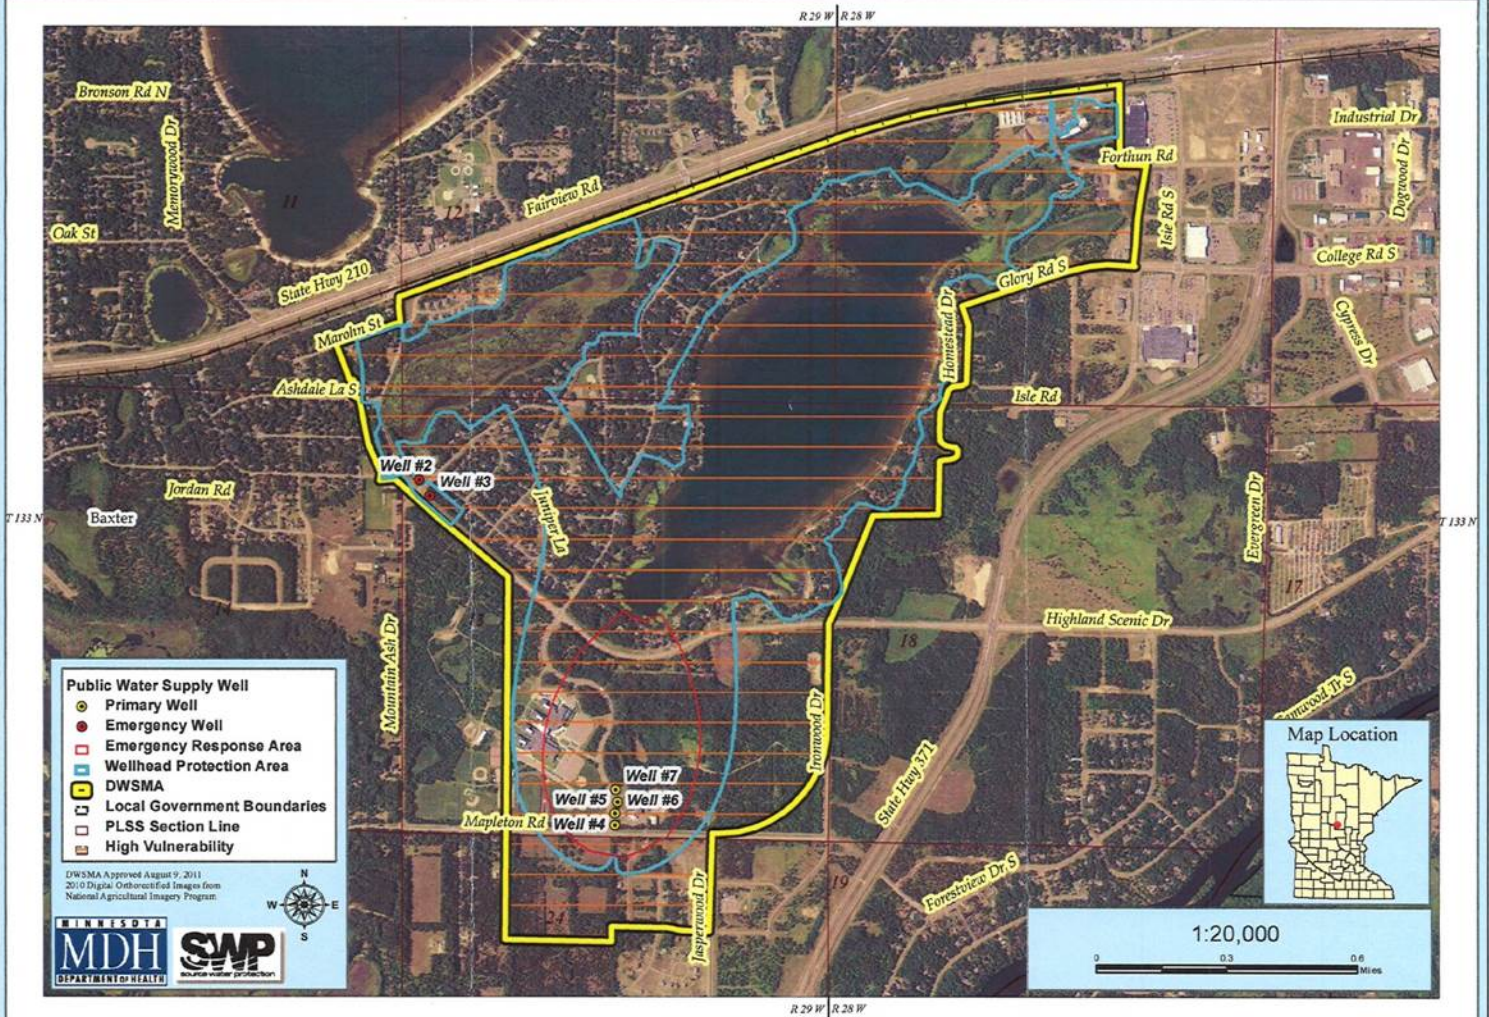 R 29 W R 28 W
Bronson Rd N
Memorywood Dr
Oak St
11
12
Fairview Rd
State Hwy 210
Marohn St
Ashdale La S
Industrial Dr
Dogwood Dr
Forthun Rd
Isle Rd S
College Rd S
7
Glory Rd S
Homestead Dr
Cypress Dr
Isle Rd
Well #2
Well #3
Jordan Rd
Juniper Ln
Evergreen Dr
T 133 N
Baxter
T 133 N
17
Highland Scenic Dr
18
Mountain Ash Dr
Ironwood Dr
State Hwy 371
Well #7
Well #5
Well #6
Well #4
Mapleton Rd
Jasperwood Dr
19
Forestview Dr S
24
Public Water Supply Well
Primary Well
Emergency Well
Emergency Response Area
Wellhead Protection Area
DWSMA
Local Government Boundaries
PLSS Section Line
High Vulnerability
DWSMA Approved August 9, 2011
2010 Digital Orthorectified Images from
National Agricultural Imagery Program
N
W E
S
MINNESOTA
MDH
DEPARTMENT OF HEALTH
SWP
source water protection
Map Location
1:20,000
0 0.3 0.6
Miles
R 29 W R 28 W